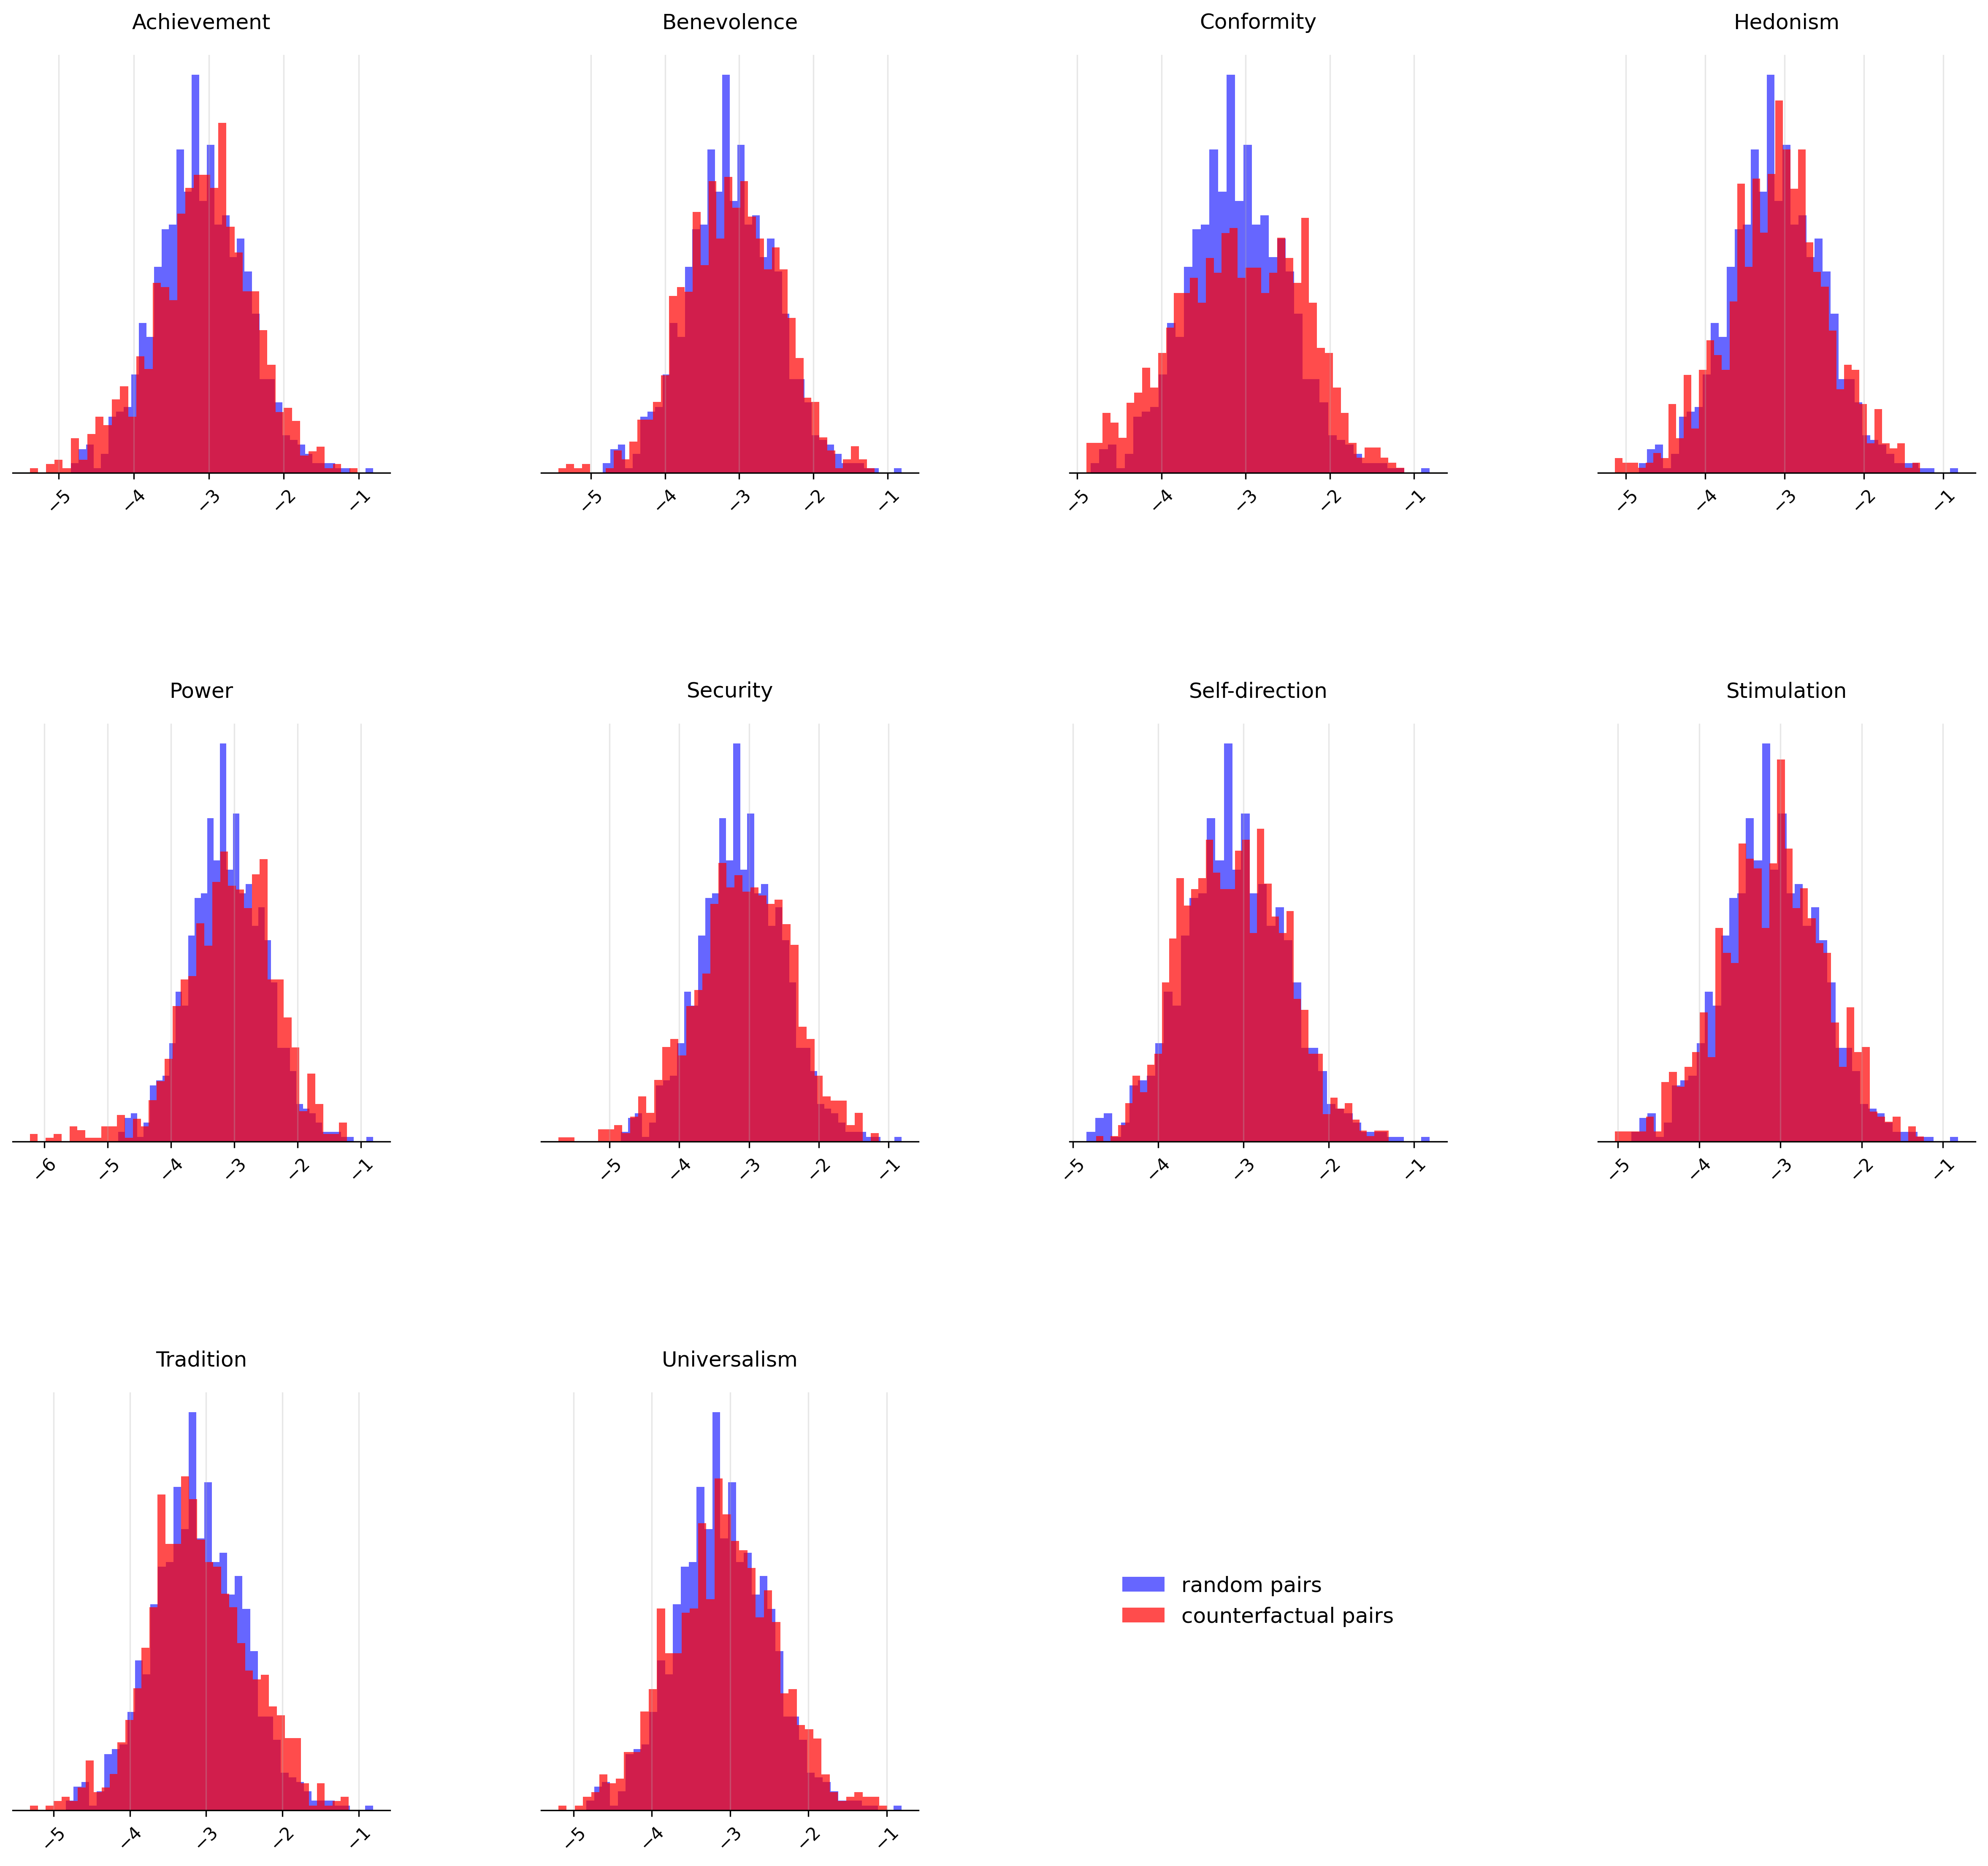 Achievement Benevolence Conformity Hedonism
−5 −4 −3 −2 −1 −5 −4 −3 −2 −1 −5 −4 −3 −2 −1 −5 −4 −3 −2 −1
Power Security Self-direction Stimulation
−6 −5 −4 −3 −2 −1 −5 −4 −3 −2 −1 −5 −4 −3 −2 −1 −5 −4 −3 −2 −1
Tradition Universalism
random pairs
counterfactual pairs
−5 −4 −3 −2 −1 −5 −4 −3 −2 −1